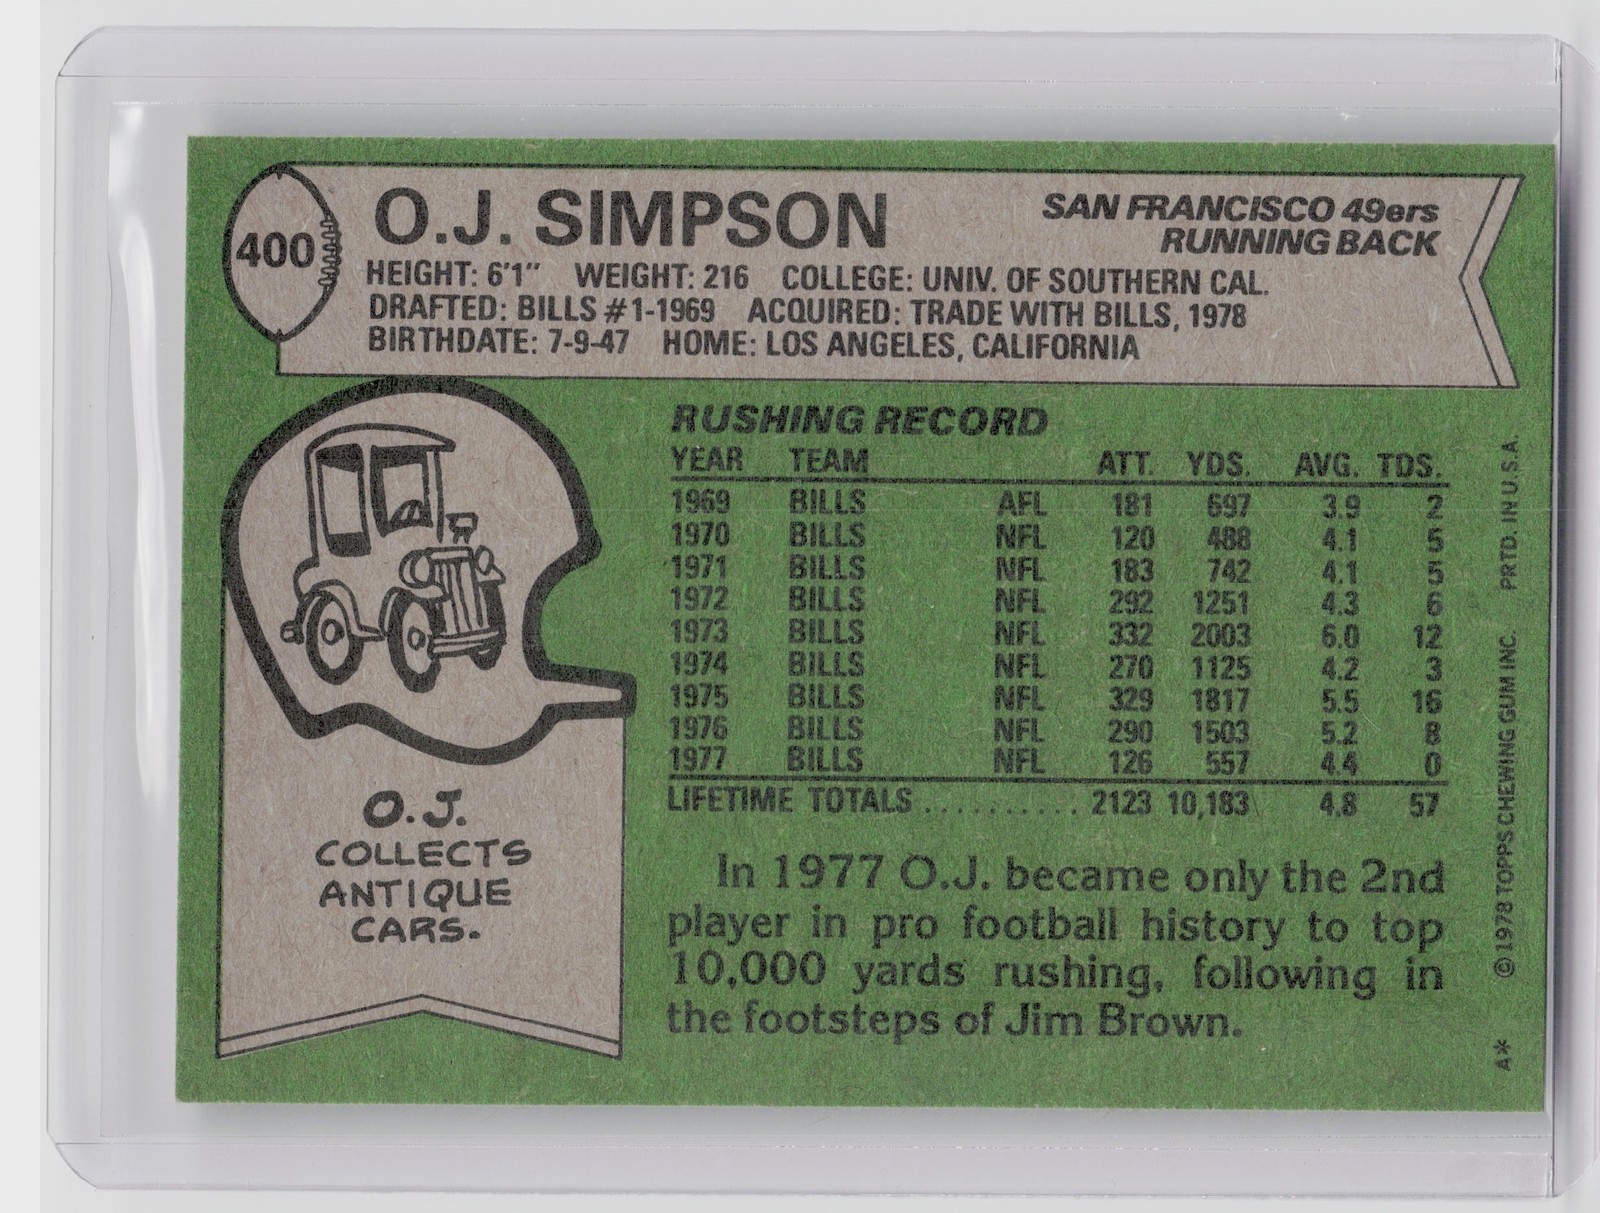 400
O.J. SIMPSON
SAN FRANCISCO 49ers
RUNNING BACK
HEIGHT: 6'1" WEIGHT: 216 COLLEGE: UNIV. OF SOUTHERN CAL.
DRAFTED: BILLS #1-1969 ACQUIRED: TRADE WITH BILLS, 1978
BIRTHDATE: 7-9-47 HOME: LOS ANGELES, CALIFORNIA
O.J.
COLLECTS
ANTIQUE
CARS.
RUSHING RECORD
YEAR TEAM ATT. YDS. AVG. TDS.
1969 BILLS AFL 181 697 3.9 2
1970 BILLS NFL 120 488 4.1 5
1971 BILLS NFL 183 742 4.1 5
1972 BILLS NFL 292 1251 4.3 6
1973 BILLS NFL 332 2003 6.0 12
1974 BILLS NFL 270 1125 4.2 3
1975 BILLS NFL 329 1817 5.5 16
1976 BILLS NFL 290 1503 5.2 8
1977 BILLS NFL 126 557 4.4 0
LIFETIME TOTALS ........... 2123 10,183 4.8 57
In 1977 O.J. became only the 2nd
player in pro football history to top
10,000 yards rushing, following in
the footsteps of Jim Brown.
A* ©1978 TOPPS CHEWING GUM INC. PRTD. IN U.S.A.